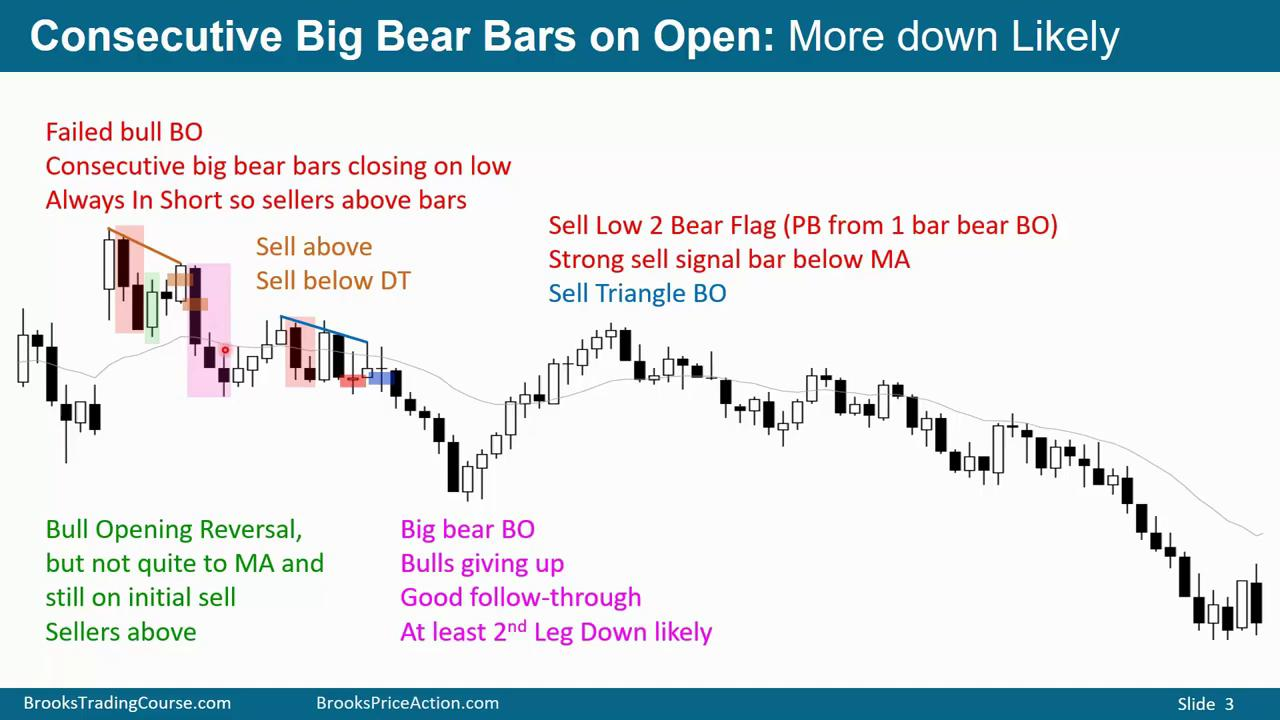 Consecutive Big Bear Bars on Open: More down Likely
Failed bull BO
Consecutive big bear bars closing on low
Always In Short so sellers above bars
Sell above
Sell below DT
Sell Low 2 Bear Flag (PB from 1 bar bear BO)
Strong sell signal bar below MA
Sell Triangle BO
Bull Opening Reversal,
but not quite to MA and
still on initial sell
Sellers above
Big bear BO
Bulls giving up
Good follow-through
At least 2nd Leg Down likely
BrooksTradingCourse.com
BrooksPriceAction.com
Slide 3